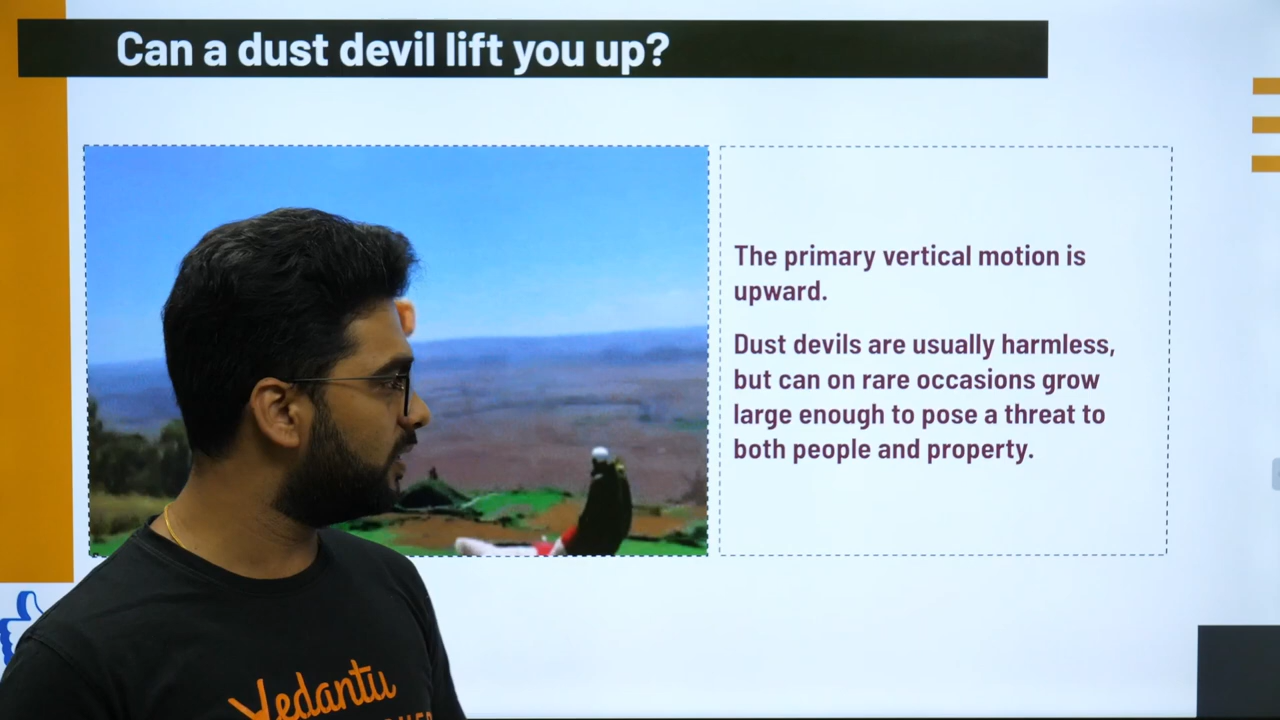 Can a dust devil lift you up?
The primary vertical motion is
upward.
Dust devils are usually harmless,
but can on rare occasions grow
large enough to pose a threat to
both people and property.
Vedantu